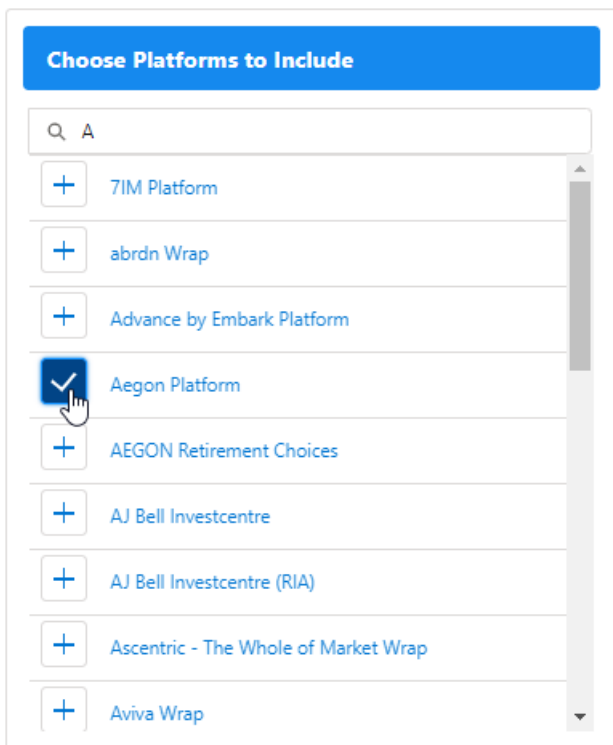 Choose Platforms to Include
A
7IM Platform
abrdn Wrap
Advance by Embark Platform
Aegon Platform
AEGON Retirement Choices
AJ Bell Investcentre
AJ Bell Investcentre (RIA)
Ascentric - The Whole of Market Wrap
Aviva Wrap